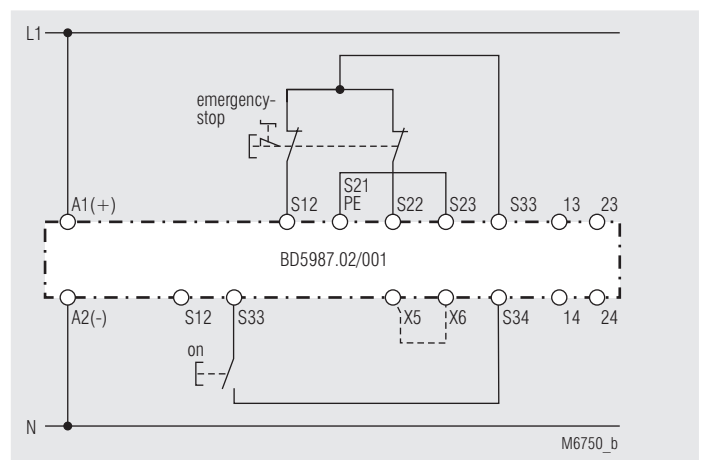 L1
emergency-
stop
A1(+)
S12
S21
PE
S22
S23
S33
13
23
BD5987.02/001
A2(-)
S12
S33
X5
X6
S34
14
24
on
N
M6750_b